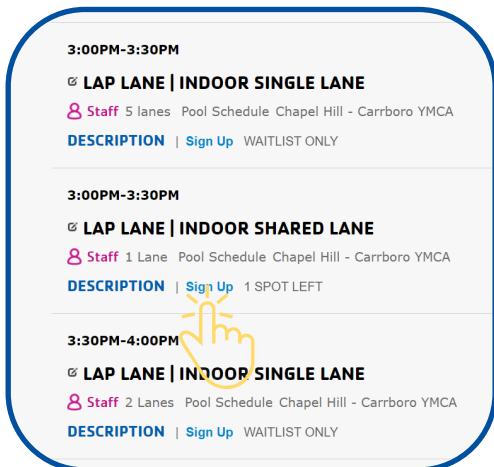 3:00PM-3:30PM
LAP LANE | INDOOR SINGLE LANE
Staff 5 lanes Pool Schedule Chapel Hill - Carrboro YMCA
DESCRIPTION | Sign Up WAITLIST ONLY
3:00PM-3:30PM
LAP LANE | INDOOR SHARED LANE
Staff 1 Lane Pool Schedule Chapel Hill - Carrboro YMCA
DESCRIPTION | Sign Up 1 SPOT LEFT
3:30PM-4:00PM
LAP LANE | INDOOR SINGLE LANE
Staff 2 Lanes Pool Schedule Chapel Hill - Carrboro YMCA
DESCRIPTION | Sign Up WAITLIST ONLY